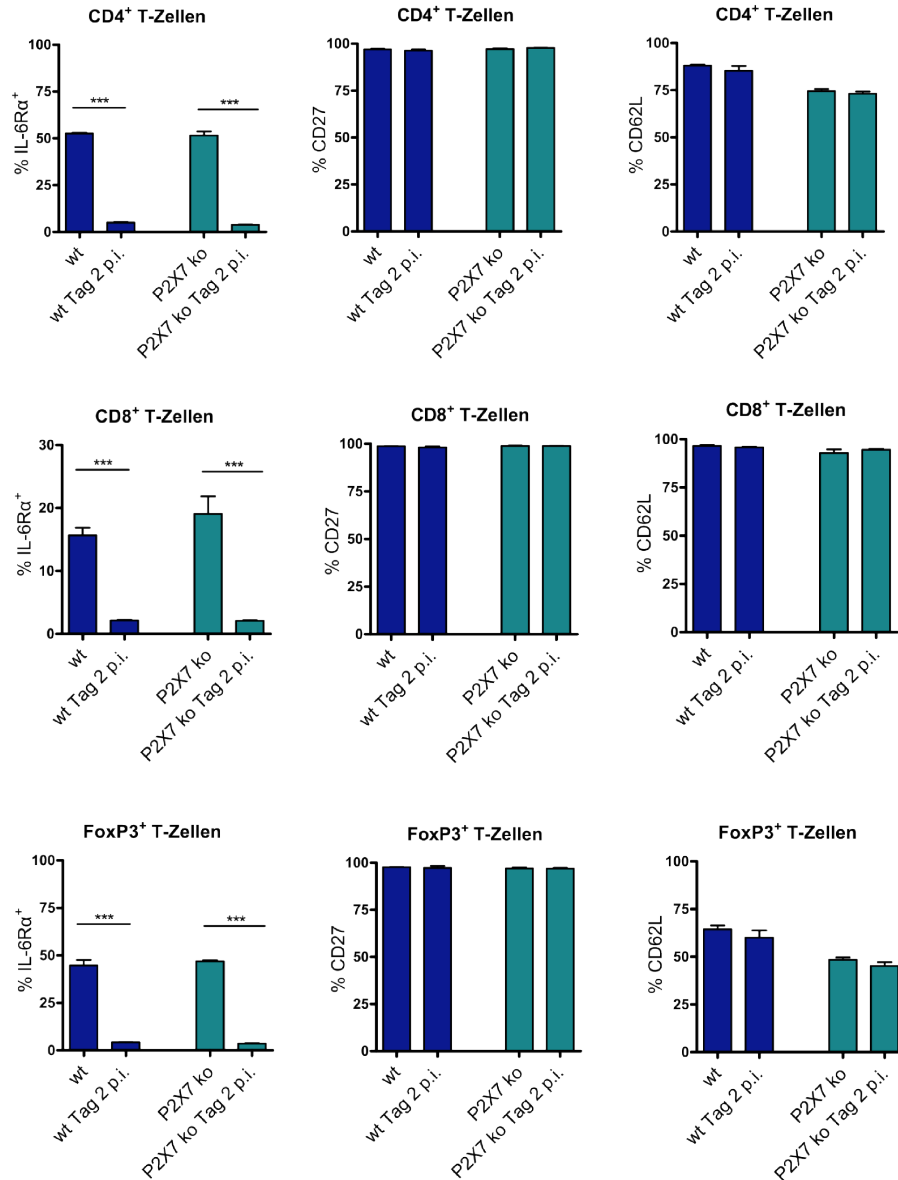 CD4⁺ T-Zellen
% IL-6Rα⁺
100
75
50
25
0
***
***
wt
wt Tag 2 p.i.
P2X7 ko
P2X7 ko Tag 2 p.i.
CD4⁺ T-Zellen
% CD27
100
75
50
25
0
wt
wt Tag 2 p.i.
P2X7 ko
P2X7 ko Tag 2 p.i.
CD4⁺ T-Zellen
% CD62L
100
75
50
25
0
wt
wt Tag 2 p.i.
P2X7 ko
P2X7 ko Tag 2 p.i.
CD8⁺ T-Zellen
% IL-6Rα⁺
30
20
10
0
***
***
wt
wt Tag 2 p.i.
P2X7 ko
P2X7 ko Tag 2 p.i.
CD8⁺ T-Zellen
% CD27
100
75
50
25
0
wt
wt Tag 2 p.i.
P2X7 ko
P2X7 ko Tag 2 p.i.
CD8⁺ T-Zellen
% CD62L
100
75
50
25
0
wt
wt Tag 2 p.i.
P2X7 ko
P2X7 ko Tag 2 p.i.
FoxP3⁺ T-Zellen
% IL-6Rα⁺
100
75
50
25
0
***
***
wt
wt Tag 2 p.i.
P2X7 ko
P2X7 ko Tag 2 p.i.
FoxP3⁺ T-Zellen
% CD27
100
75
50
25
0
wt
wt Tag 2 p.i.
P2X7 ko
P2X7 ko Tag 2 p.i.
FoxP3⁺ T-Zellen
% CD62L
100
75
50
25
0
wt
wt Tag 2 p.i.
P2X7 ko
P2X7 ko Tag 2 p.i.